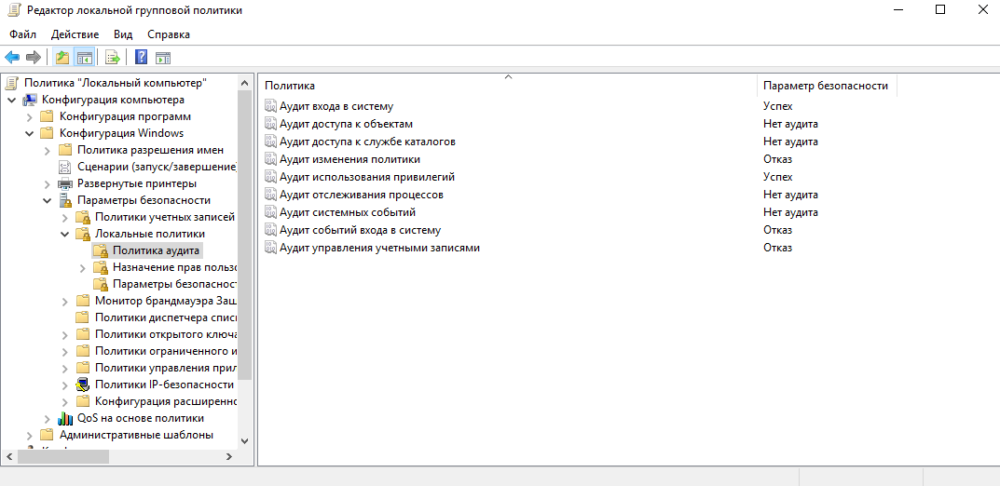 Редактор локальной групповой политики
Файл Действие Вид Справка
Политика "Локальный компьютер"
Конфигурация компьютера
Конфигурация программ
Конфигурация Windows
Политика разрешения имен
Сценарии (запуск/завершение)
Развернутые принтеры
Параметры безопасности
Политики учетных записей
Локальные политики
Политика аудита
Назначение прав пользо
Параметры безопасност
Монитор брандмауэра Защ
Политики диспетчера спис
Политики открытого ключа
Политики ограниченного и
Политики управления прил
Политики IP-безопасности
Конфигурация расширенно
QoS на основе политики
Административные шаблоны
Политика Параметр безопасности
Аудит входа в систему Успех
Аудит доступа к объектам Нет аудита
Аудит доступа к службе каталогов Нет аудита
Аудит изменения политики Отказ
Аудит использования привилегий Успех
Аудит отслеживания процессов Нет аудита
Аудит системных событий Нет аудита
Аудит событий входа в систему Отказ
Аудит управления учетными записями Отказ